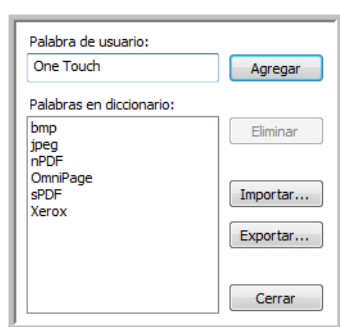 Palabra de usuario:
One Touch
Agregar
Palabras en diccionario:
bmp
jpeg
nPDF
OmniPage
sPDF
Xerox
Eliminar
Importar...
Exportar...
Cerrar